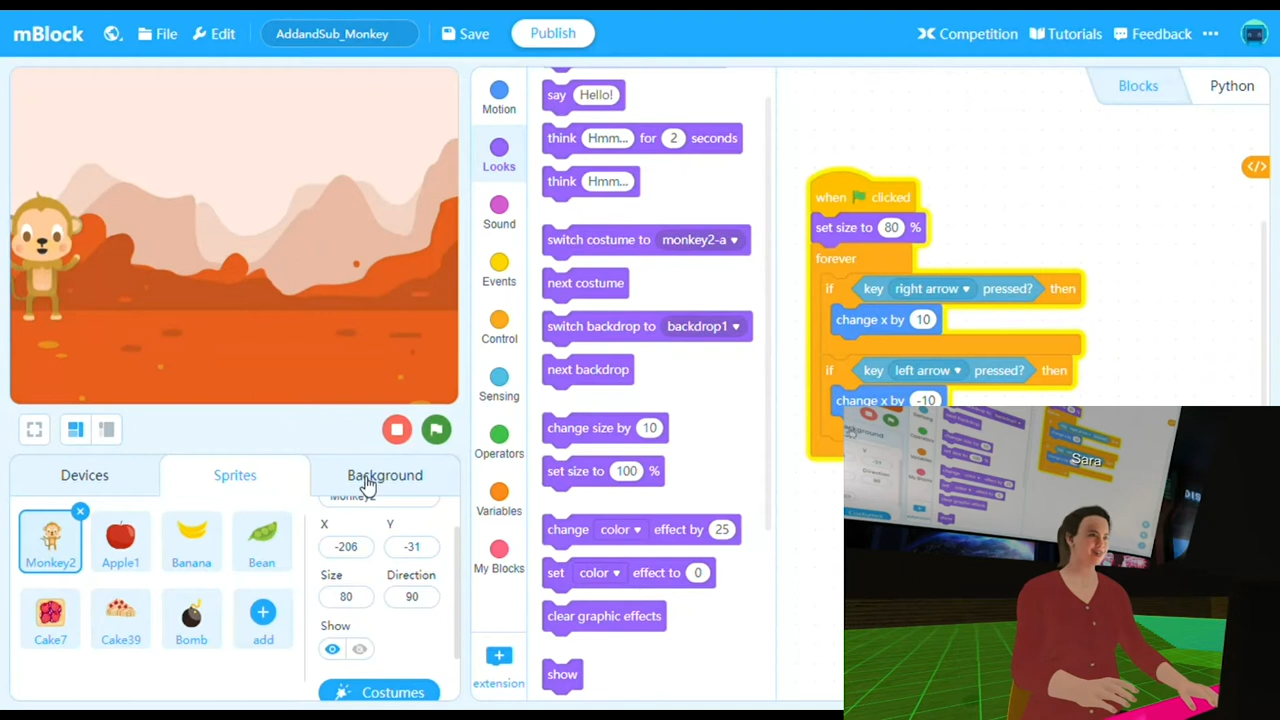 mBlock
File
Edit
AddandSub_Monkey
Save
Publish
Competition
Tutorials
Feedback
Motion
Looks
Sound
Events
Control
Sensing
Operators
Variables
My Blocks
extension
say Hello!
think Hmm... for 2 seconds
think Hmm...
switch costume to monkey2-a
next costume
switch backdrop to backdrop1
next backdrop
change size by 10
set size to 100 %
change color effect by 25
set color effect to 0
clear graphic effects
show
Blocks
Python
</>
when clicked
set size to 80 %
forever
if key right arrow pressed? then
change x by 10
if key left arrow pressed? then
change x by -10
Devices
Sprites
Background
Monkey2
Apple1
Banana
Bean
Cake7
Cake39
Bomb
add
Monkey2
X
Y
-206
-31
Size
Direction
80
90
Show
Costumes
Sara